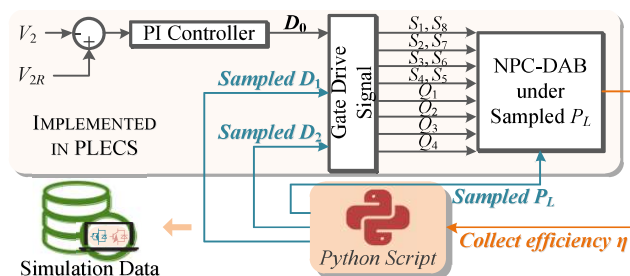 V2
V2R
- +
PI Controller
D0
Sampled D1
Sampled D2
IMPLEMENTED
IN PLECS
Gate Drive
Signal
S1, S8
S2, S7
S3, S6
S4, S5
Q1
Q2
Q3
Q4
NPC-DAB
under
Sampled PL
Sampled PL
Python Script
Collect efficiency η
Simulation Data